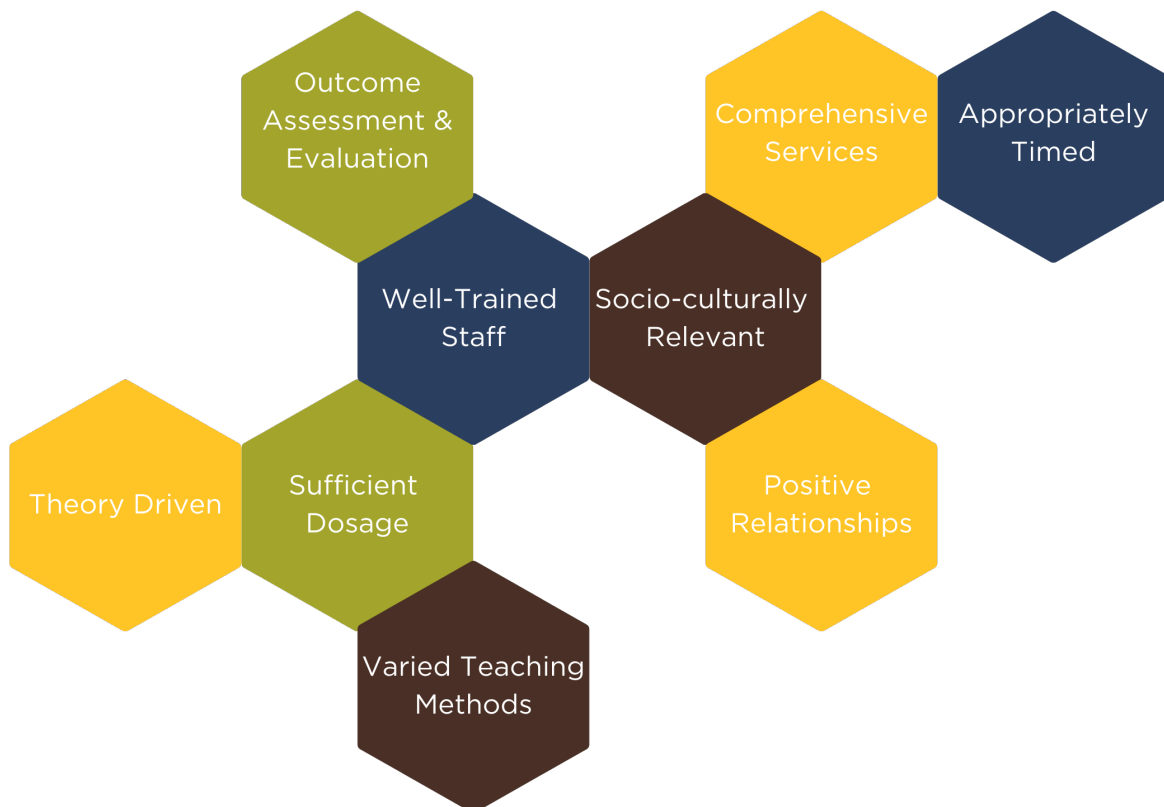 Outcome
Assessment &
Evaluation
Comprehensive
Services
Appropriately
Timed
Well-Trained
Staff
Socio-culturally
Relevant
Theory Driven
Sufficient
Dosage
Positive
Relationships
Varied Teaching
Methods